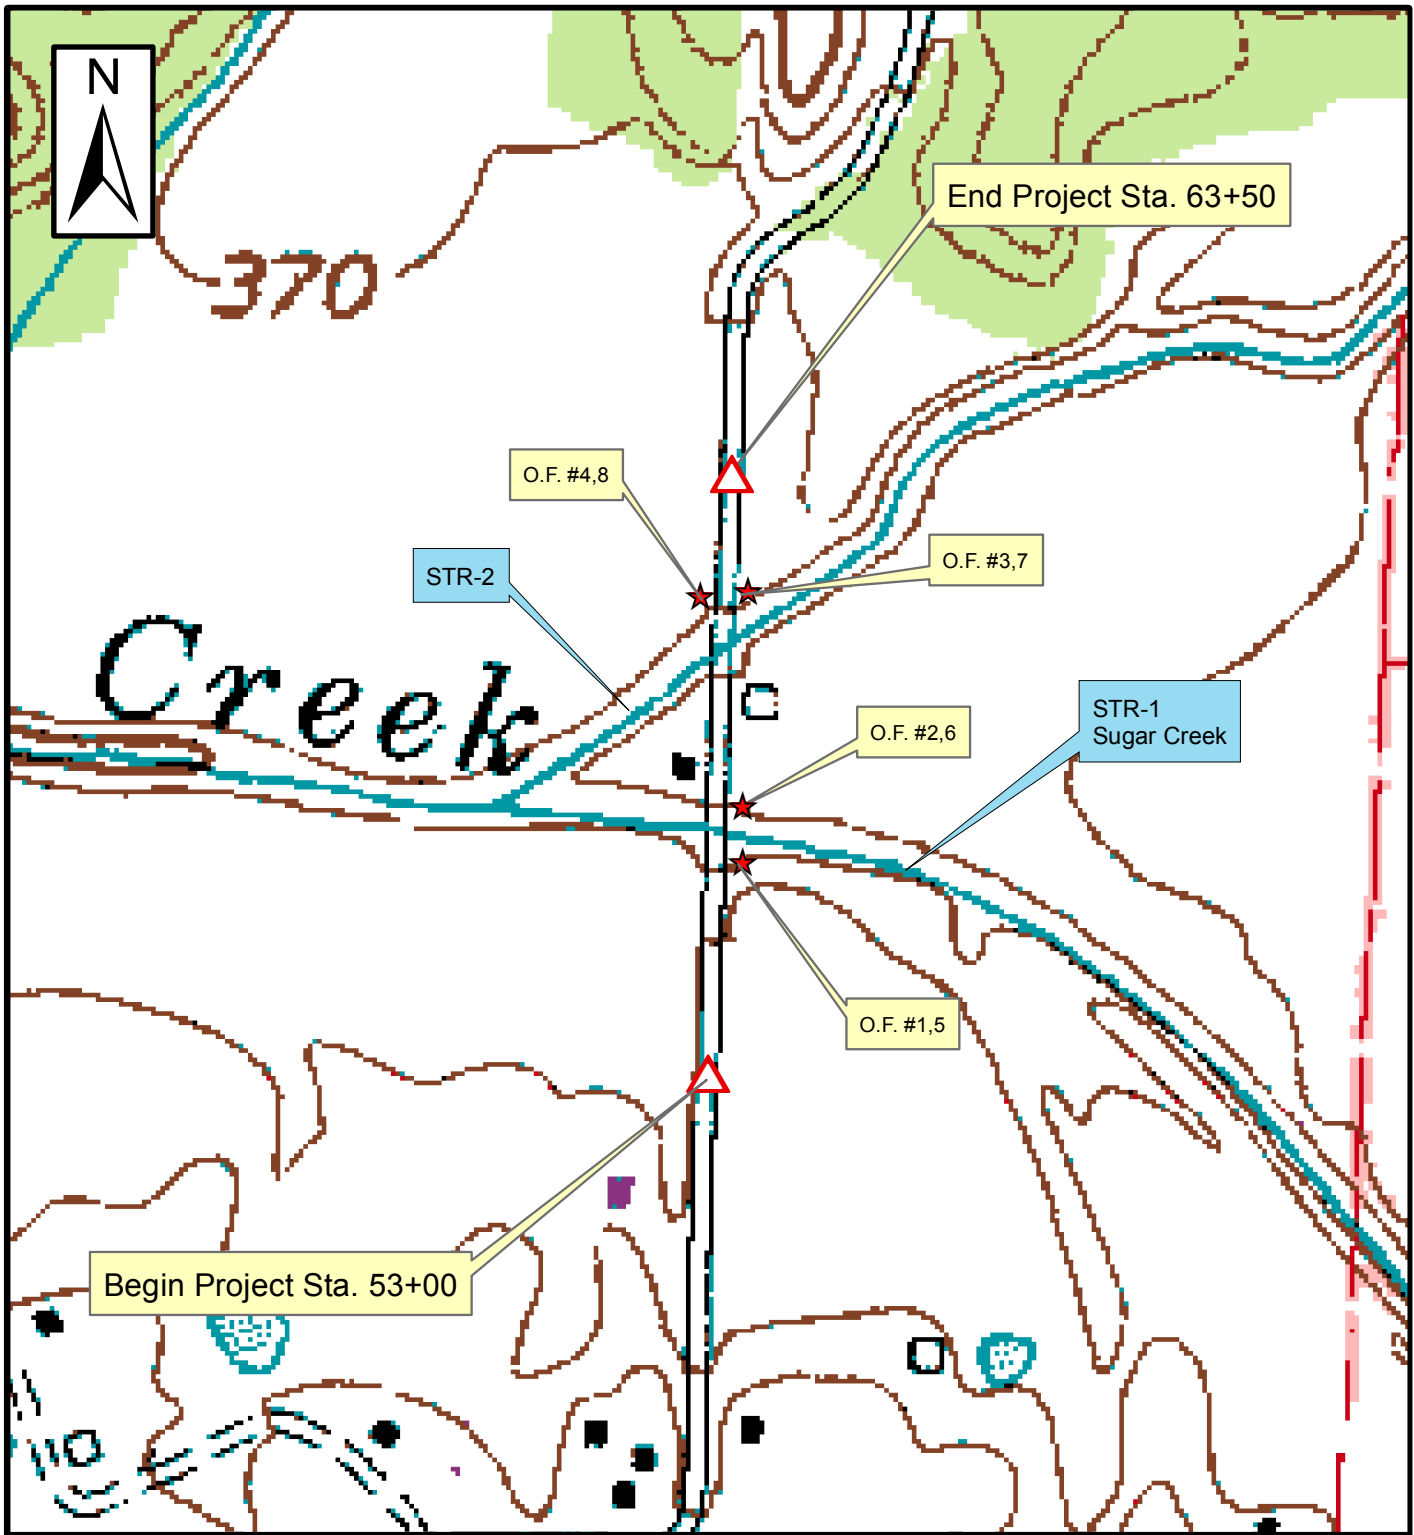 N
End Project Sta. 63+50
370
O.F. #4,8
O.F. #3,7
STR-2
Creek
STR-1
Sugar Creek
O.F. #2,6
O.F. #1,5
Begin Project Sta. 53+00